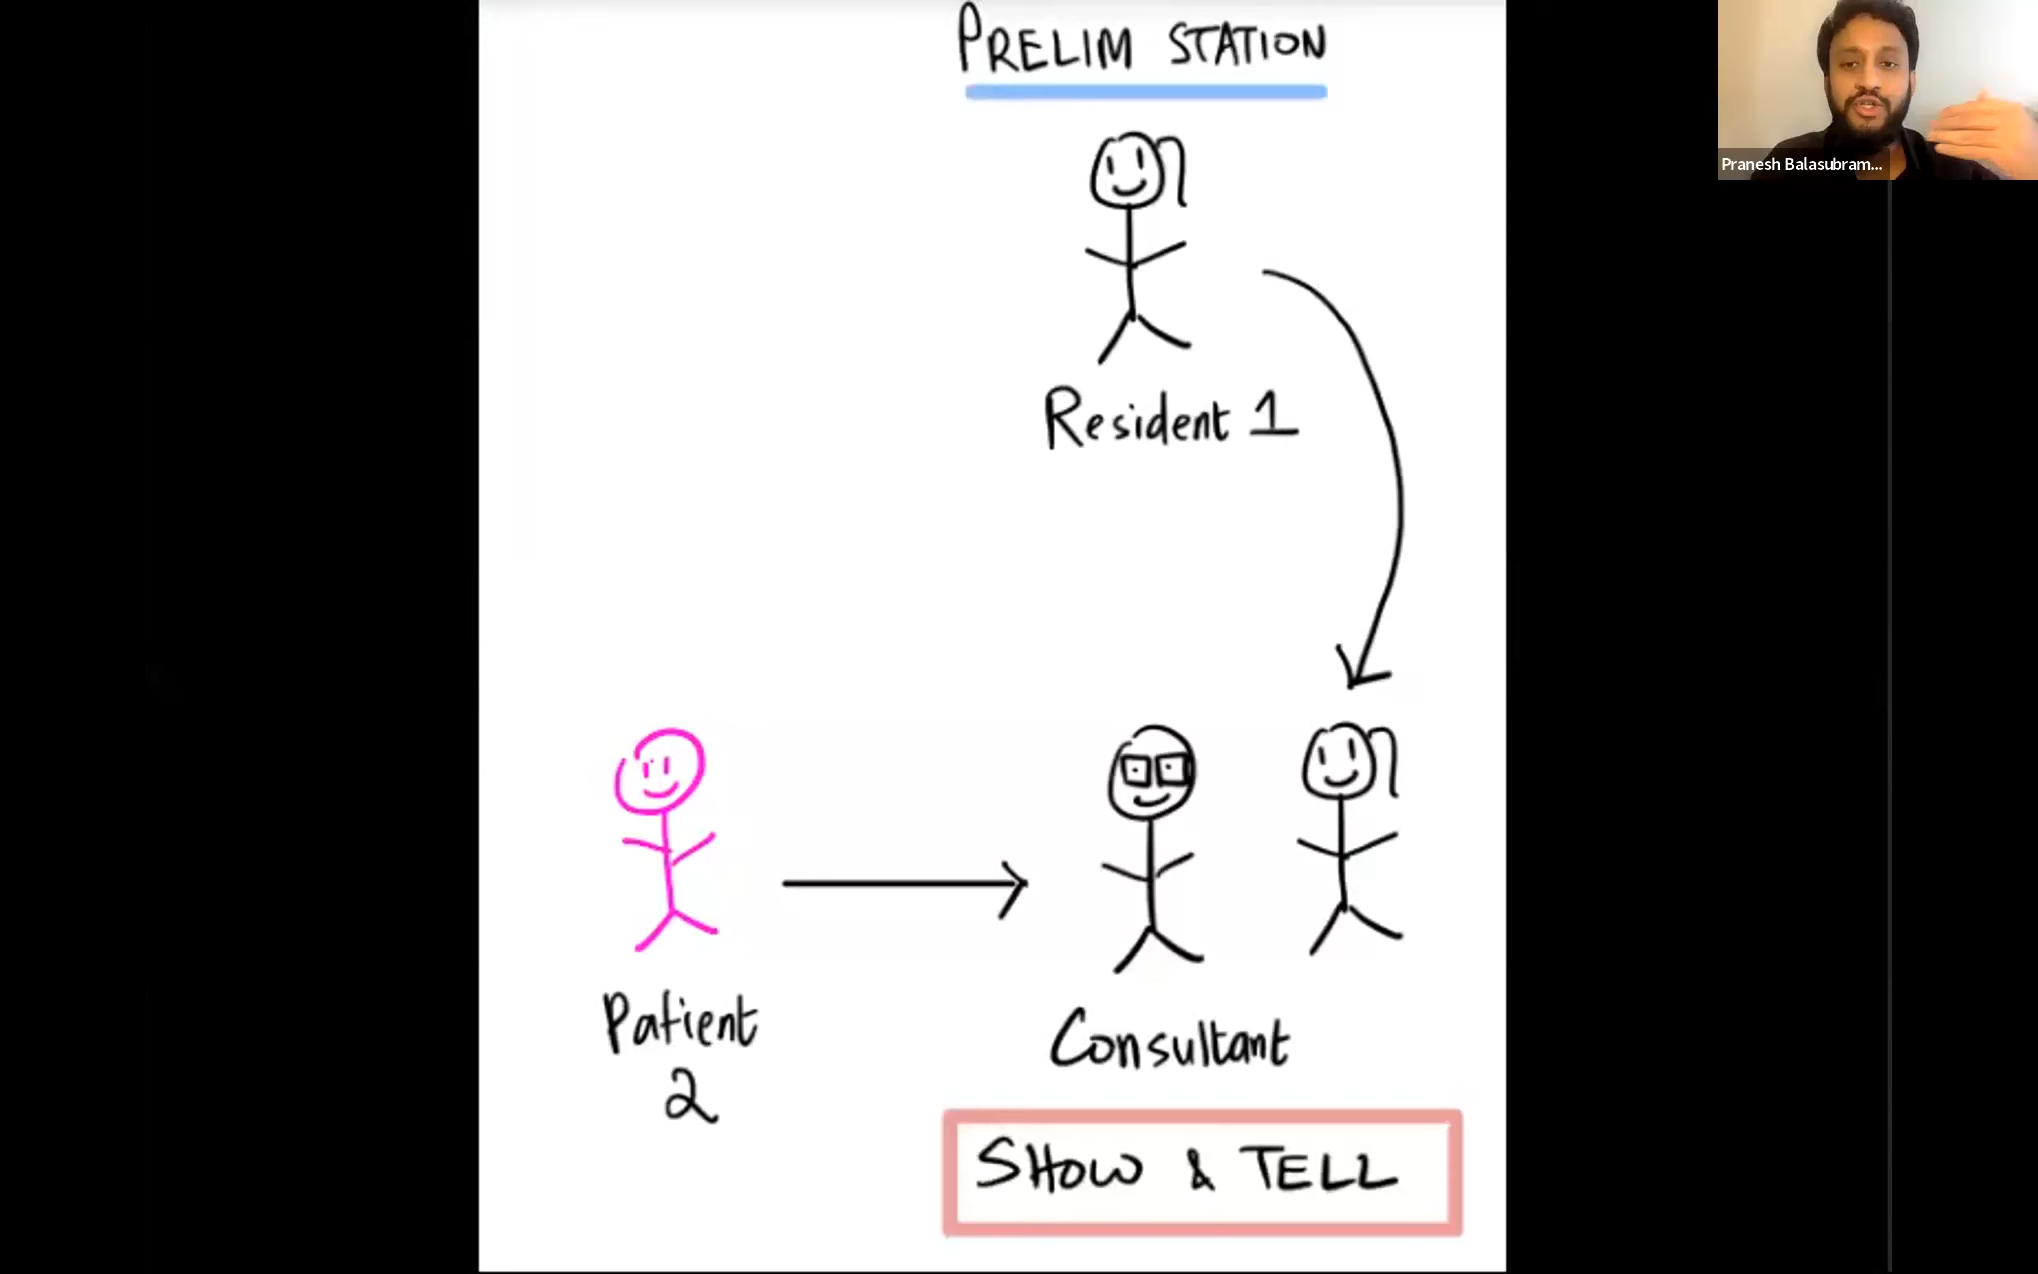 PRELIM STATION
Pranesh Balasubram...
Resident 1
Patient
2
Consultant
SHOW & TELL